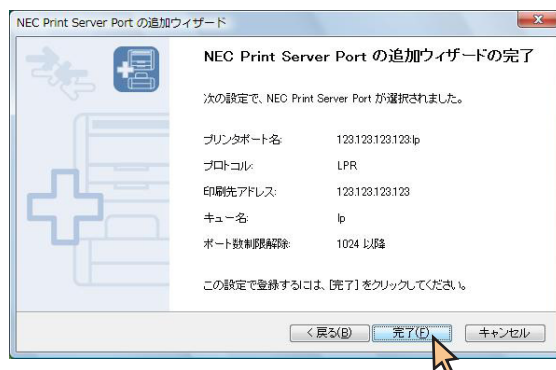 NEC Print Server Port の追加ウィザード
NEC Print Server Port の追加ウィザードの完了
次の設定で、NEC Print Server Port が選択されました。
プリンタポート名: 123.123.123.123:lp
プロトコル: LPR
印刷先アドレス: 123.123.123.123
キュー名: lp
ポート数制限解除: 1024 以降
この設定で登録するには、[完了] をクリックしてください。
< 戻る(B) 完了(F) キャンセル